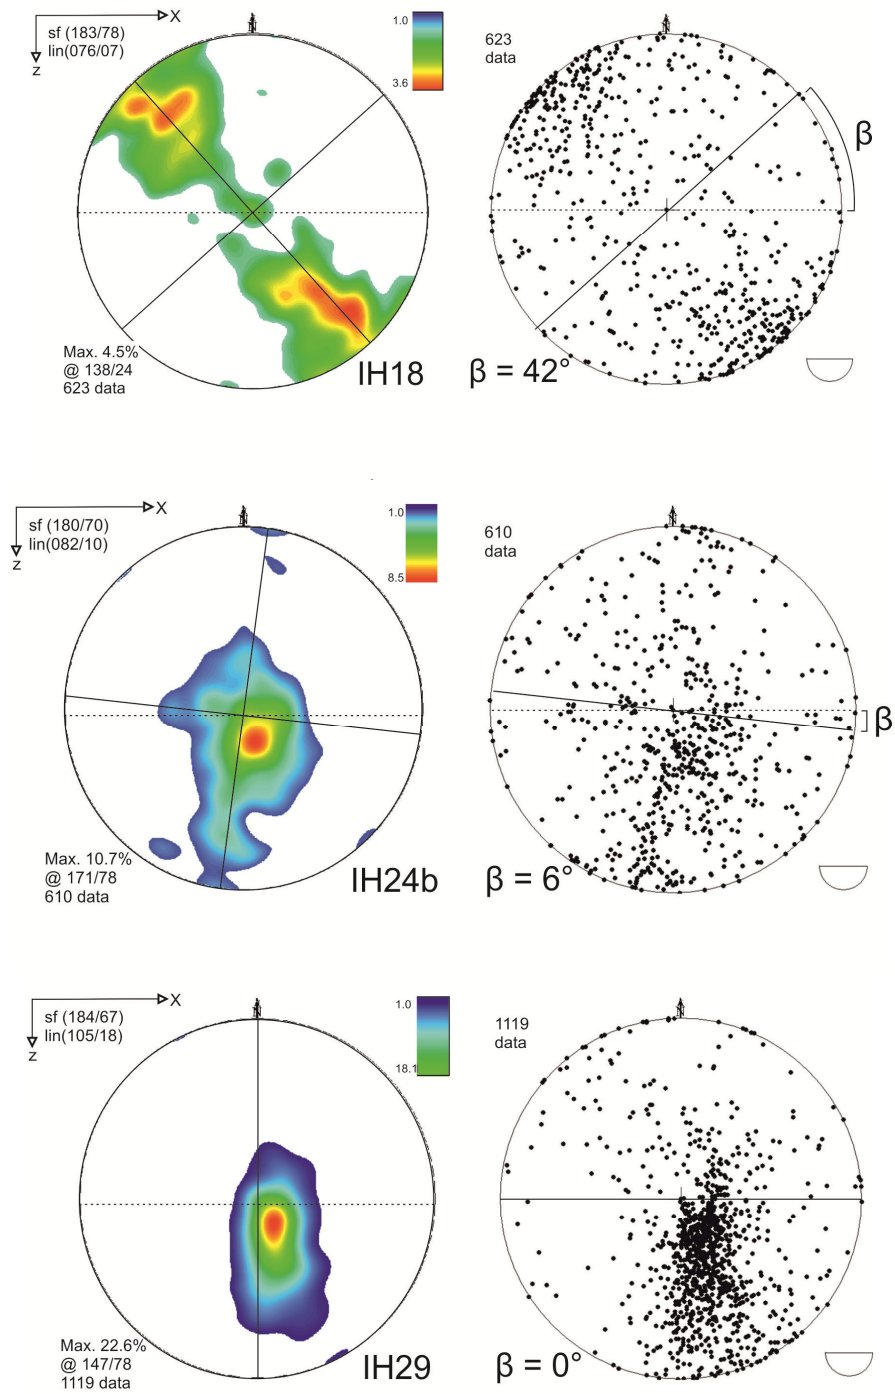 X
z
sf (183/78)
lin(076/07)
N
1.0
3.6
Max. 4.5%
@ 138/24
623 data
IH18
623
data
N
β
β = 42°
X
z
sf (180/70)
lin(082/10)
N
1.0
8.5
Max. 10.7%
@ 171/78
610 data
IH24b
610
data
N
β
β = 6°
X
z
sf (184/67)
lin(105/18)
N
1.0
18.1
Max. 22.6%
@ 147/78
1119 data
IH29
1119
data
N
β = 0°